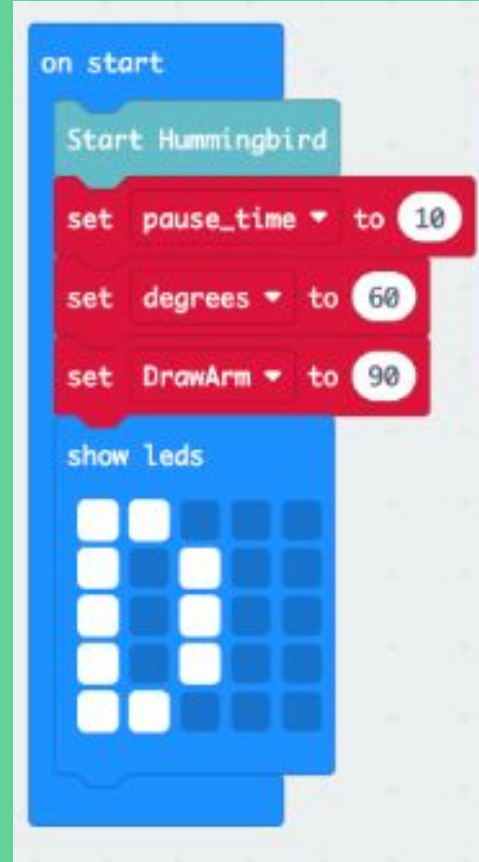 on start
Start Hummingbird
set pause_time to 10
set degrees to 60
set DrawArm to 90
show leds